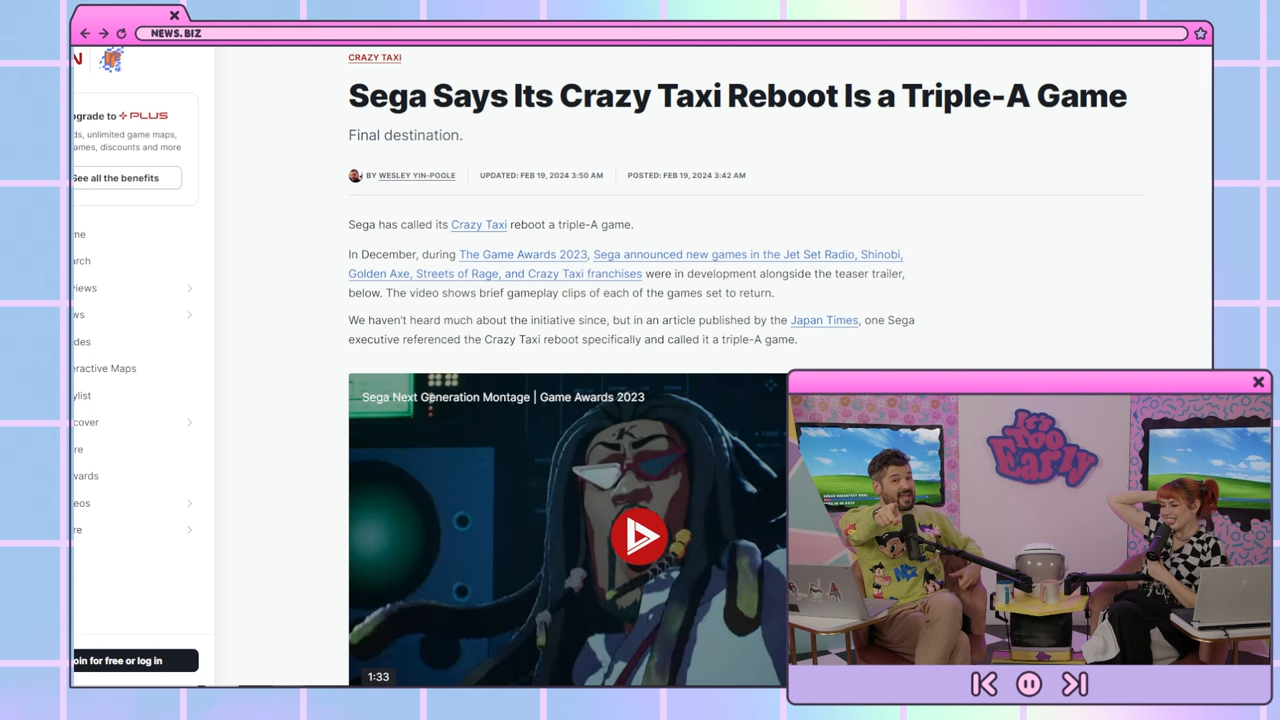 NEWS.BIZ
N
CRAZY TAXI
Sega Says Its Crazy Taxi Reboot Is a Triple-A Game
Final destination.
BY WESLEY YIN-POOLE UPDATED: FEB 19, 2024 3:50 AM POSTED: FEB 19, 2024 3:42 AM
Sega has called its Crazy Taxi reboot a triple-A game.
In December, during The Game Awards 2023, Sega announced new games in the Jet Set Radio, Shinobi,
Golden Axe, Streets of Rage, and Crazy Taxi franchises were in development alongside the teaser trailer,
below. The video shows brief gameplay clips of each of the games set to return.
We haven't heard much about the initiative since, but in an article published by the Japan Times, one Sega
executive referenced the Crazy Taxi reboot specifically and called it a triple-A game.
Sega Next Generation Montage | Game Awards 2023
1:33
pgrade to PLUS
ds, unlimited game maps,
ames, discounts and more
See all the benefits
me
arch
views
ws
des
eractive Maps
ylist
cover
re
wards
eos
re
oin for free or log in
It's
Too
Early